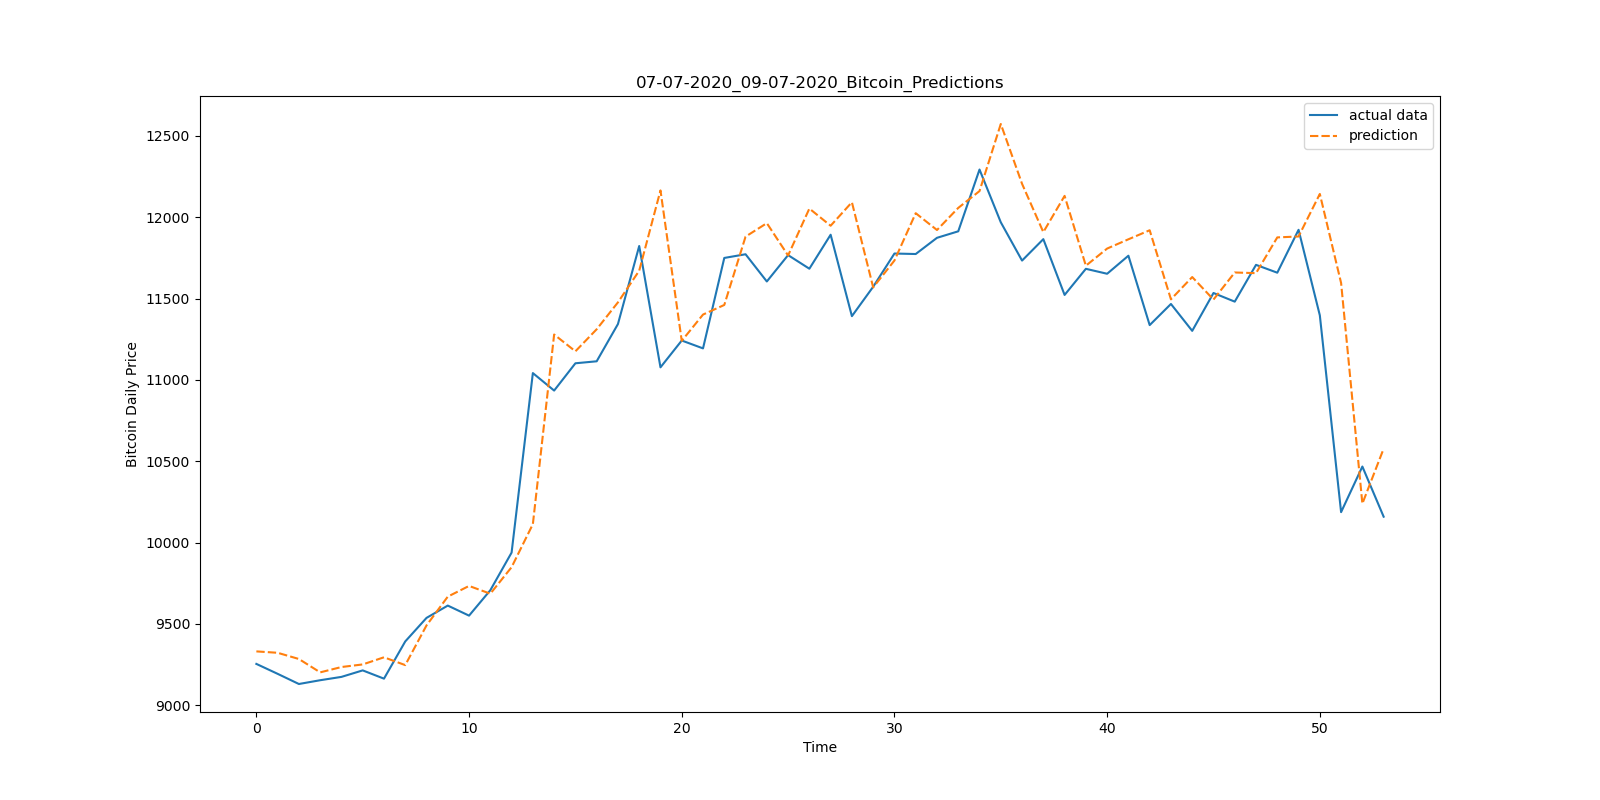 07-07-2020_09-07-2020_Bitcoin_Predictions
actual data
prediction
12500
12000
11500
11000
10500
10000
9500
9000
Bitcoin Daily Price
0 10 20 30 40 50
Time